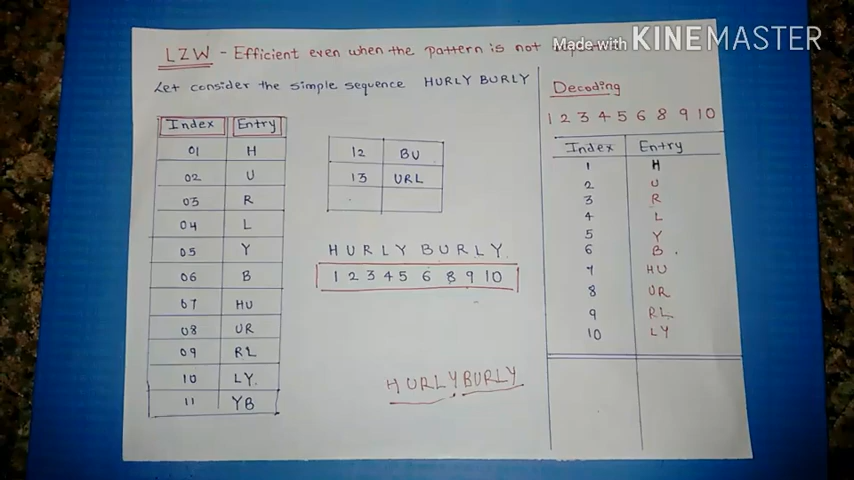 LZW - Efficient even when the pattern is not
Made with KINEMASTER
Let consider the simple sequence HURLY BURLY
Index Entry
01 H
02 U
03 R
04 L
05 Y
06 B
07 HU
08 UR
09 RL
10 LY
11 YB
12 BU
13 URL
HURLY BURLY
1 2 3 4 5 6 8 9 10
HURLYBURLY
Decoding
1 2 3 4 5 6 8 9 10
Index Entry
1 H
2 U
3 R
4 L
5 Y
6 B
7 HU
8 UR
9 RL
10 LY